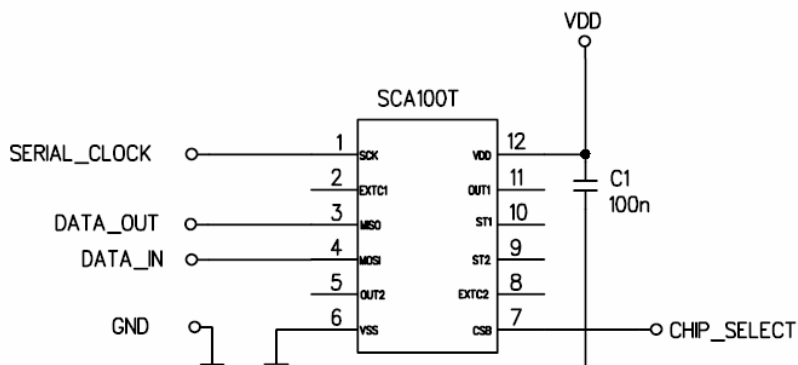 VDD
SCA100T
SERIAL_CLOCK 1 SCK VDD 12
2 EXTC1 OUT1 11 C1
DATA_OUT 3 MISO ST1 10 100n
DATA_IN 4 MOSI ST2 9
5 OUT2 EXTC2 8
GND 6 VSS CSB 7 CHIP_SELECT